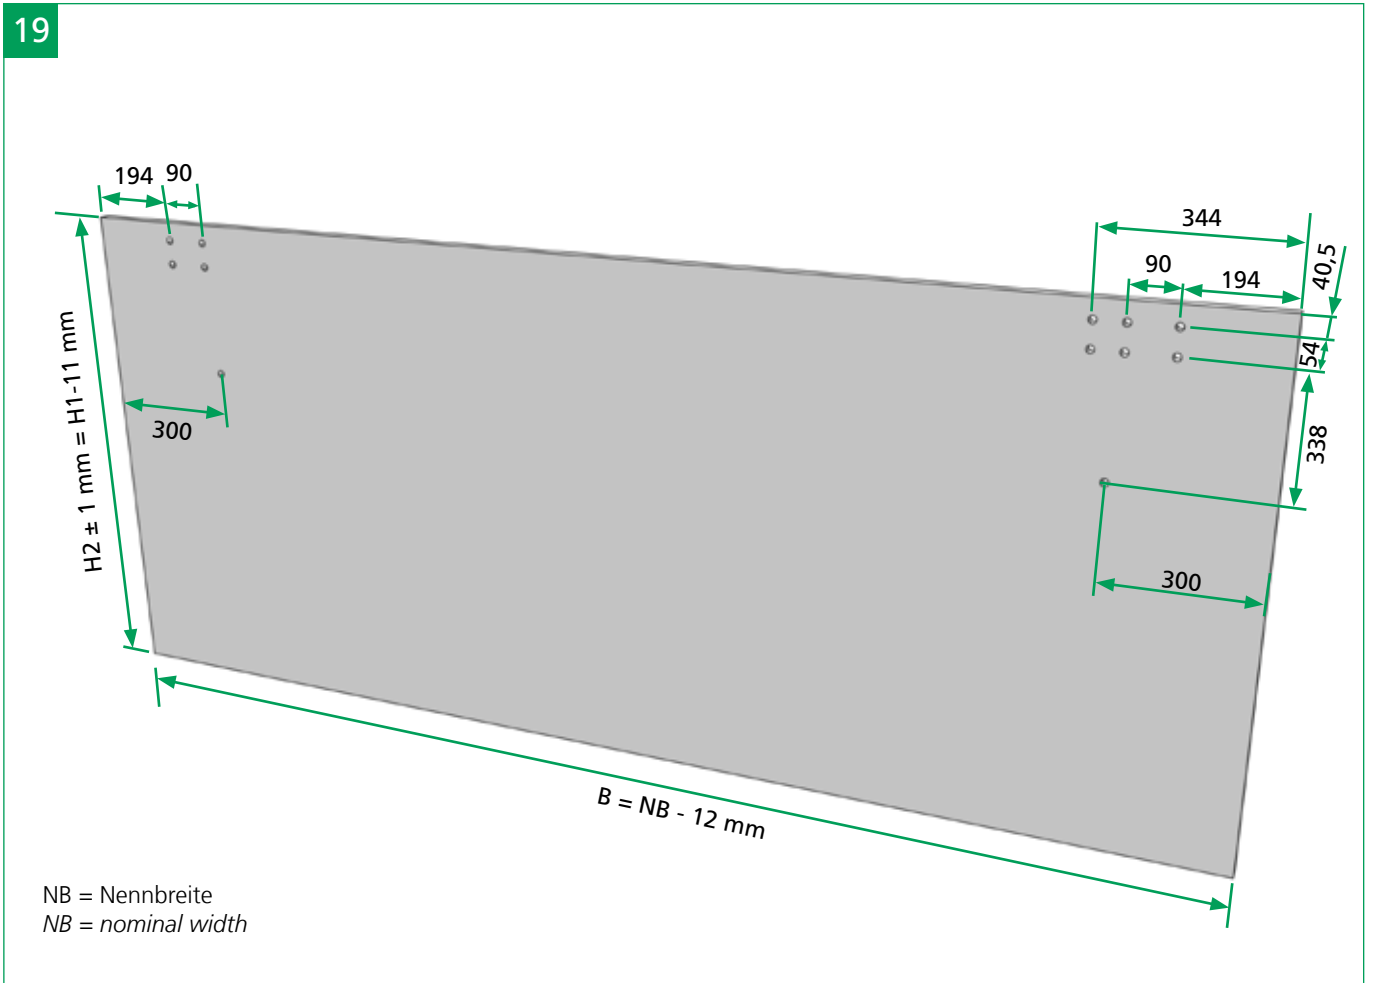 19
194 90
344
90
194
40,5
54
338
300
300
H2 ± 1 mm = H1-11 mm
B = NB - 12 mm
NB = Nennbreite
NB = nominal width